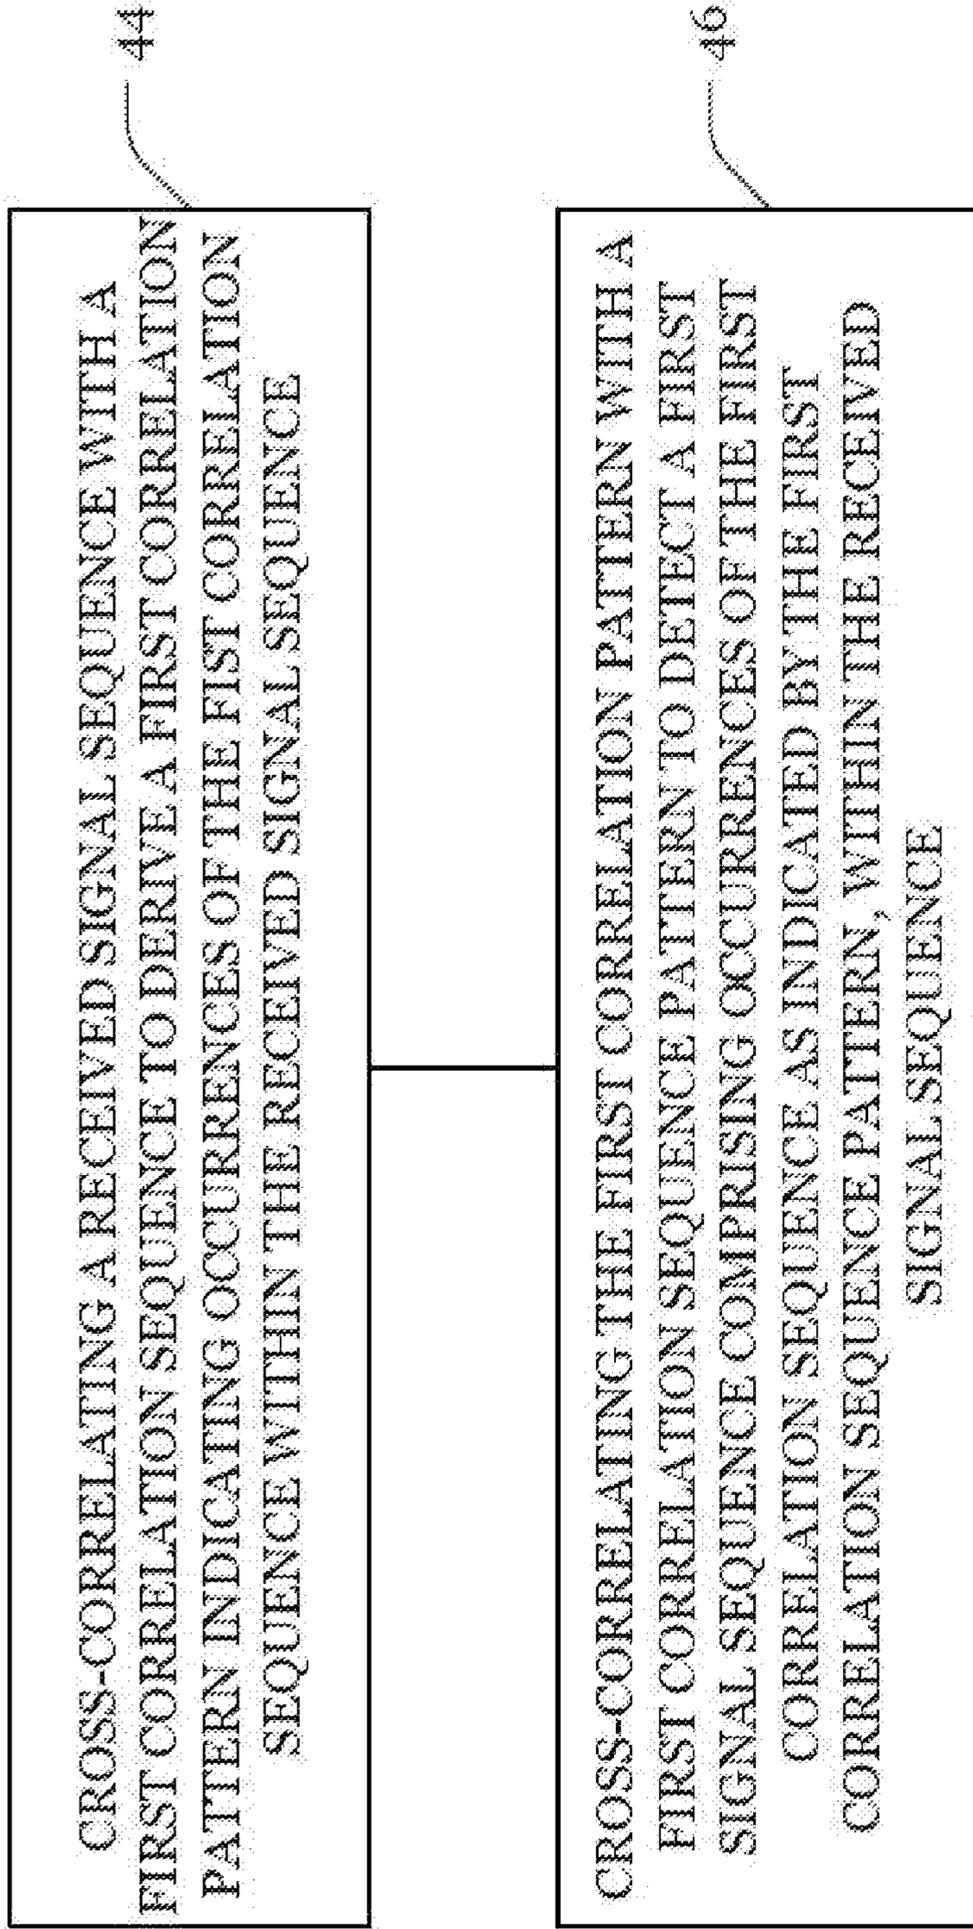 CROSS-CORRELATING A RECEIVED SIGNAL SEQUENCE WITH A
FIRST CORRELATION SEQUENCE TO DERIVE A FIRST CORRELATION
PATTERN INDICATING OCCURRENCES OF THE FIST CORRELATION
SEQUENCE WITHIN THE RECEIVED SIGNAL SEQUENCE
44
CROSS-CORRELATING THE FIRST CORRELATION PATTERN WITH A
FIRST CORRELATION SEQUENCE PATTERN TO DETECT A FIRST
SIGNAL SEQUENCE COMPRISING OCCURRENCES OF THE FIRST
CORRELATION SEQUENCE AS INDICATED BY THE FIRST
CORRELATION SEQUENCE PATTERN, WITHIN THE RECEIVED
SIGNAL SEQUENCE
46